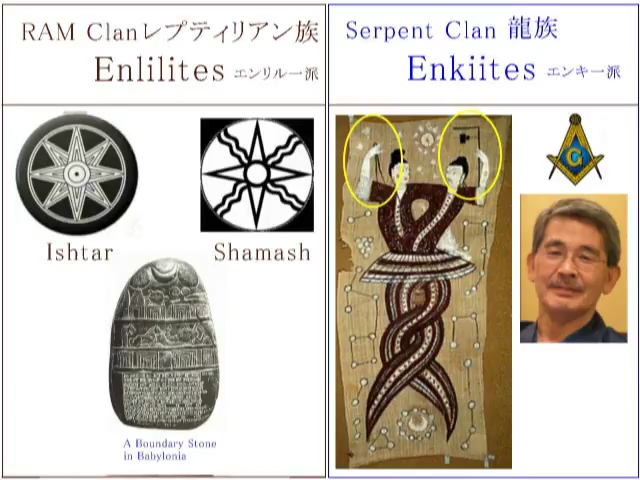 RAM Clanレプティリアン族
Enlilites エンリル一派
Ishtar
Shamash
A Boundary Stone
in Babylonia
Serpent Clan 龍族
Enkiites エンキ一派
G